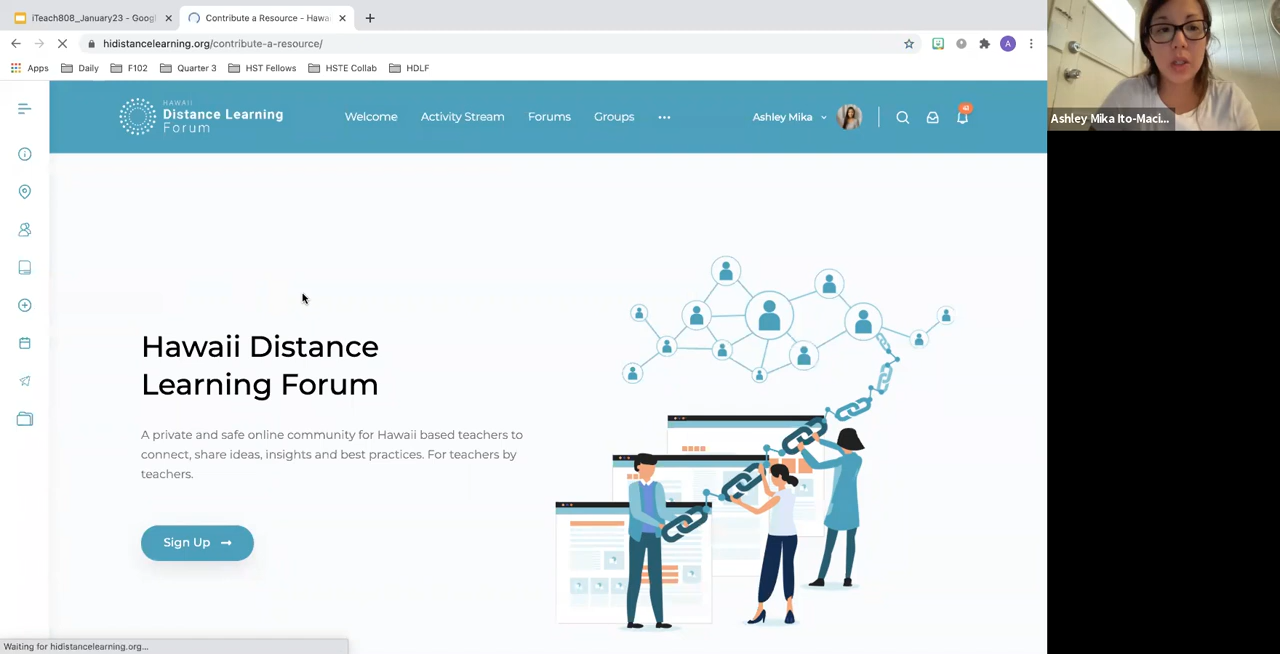 iTeach808_January23 - Googl
Contribute a Resource - Hawai
hidistancelearning.org/contribute-a-resource/
A
Apps
Daily
F102
Quarter 3
HST Fellows
HSTE Collab
HDLF
HAWAII
Distance Learning
Forum
Welcome
Activity Stream
Forums
Groups
Ashley Mika
Ashley Mika Ito-Maci...
Hawaii Distance
Learning Forum
A private and safe online community for Hawaii based teachers to
connect, share ideas, insights and best practices. For teachers by
teachers.
Sign Up
Waiting for hidistancelearning.org...